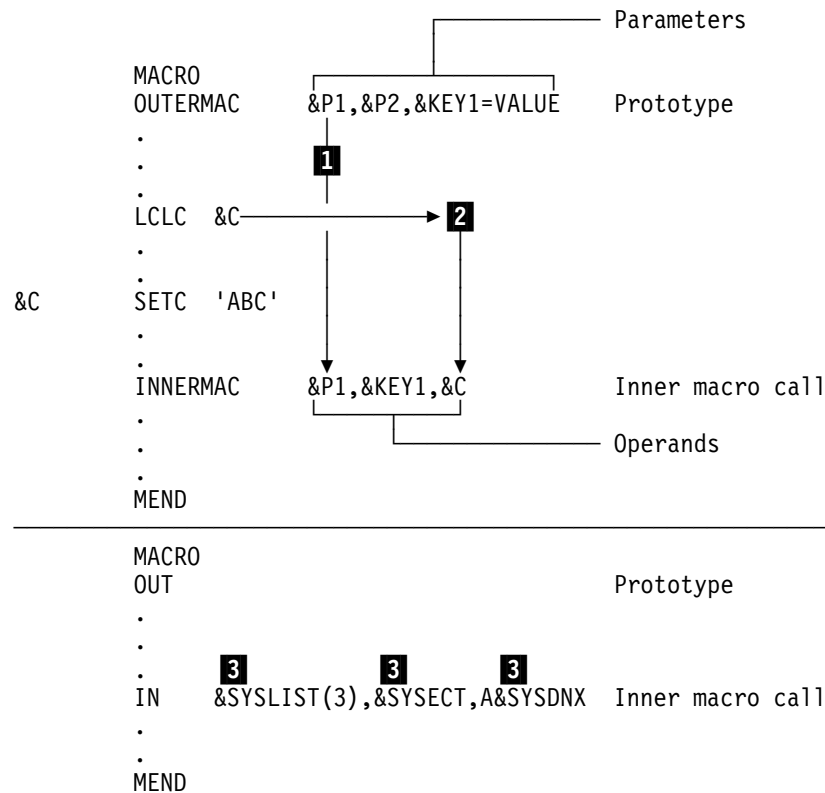 Parameters
MACRO
OUTERMAC &P1,&P2,&KEY1=VALUE Prototype
.
. 1
.
LCLC &C 2
.
.
&C SETC 'ABC'
.
.
INNERMAC &P1,&KEY1,&C Inner macro call
.
. Operands
.
MEND
MACRO
OUT Prototype
.
.
. 3 3 3
IN &SYSLIST(3),&SYSECT,A&SYSDNX Inner macro call
.
.
MEND